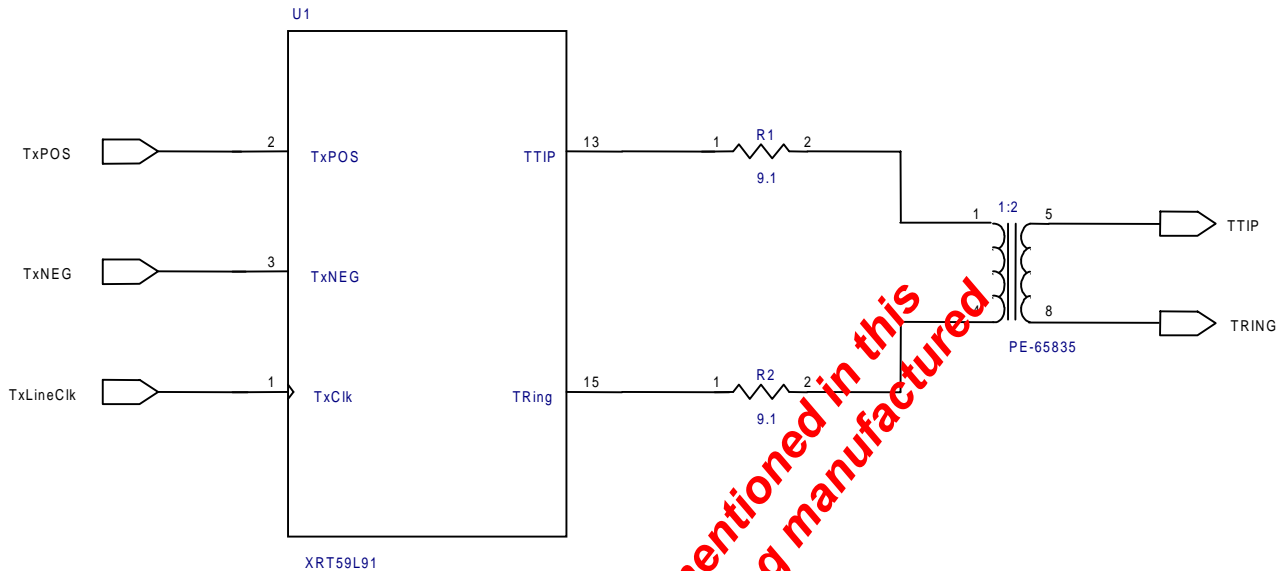 U1
TxPOS
2
TxPOS
TTIP
13
1
R1
2
9.1
1
1:2
5
TTIP
TxNEG
3
TxNEG
8
TRING
PE-65835
TxLineClk
1
TxClk
TRing
15
1
R2
2
9.1
XRT59L91
mentioned in this
manufactured